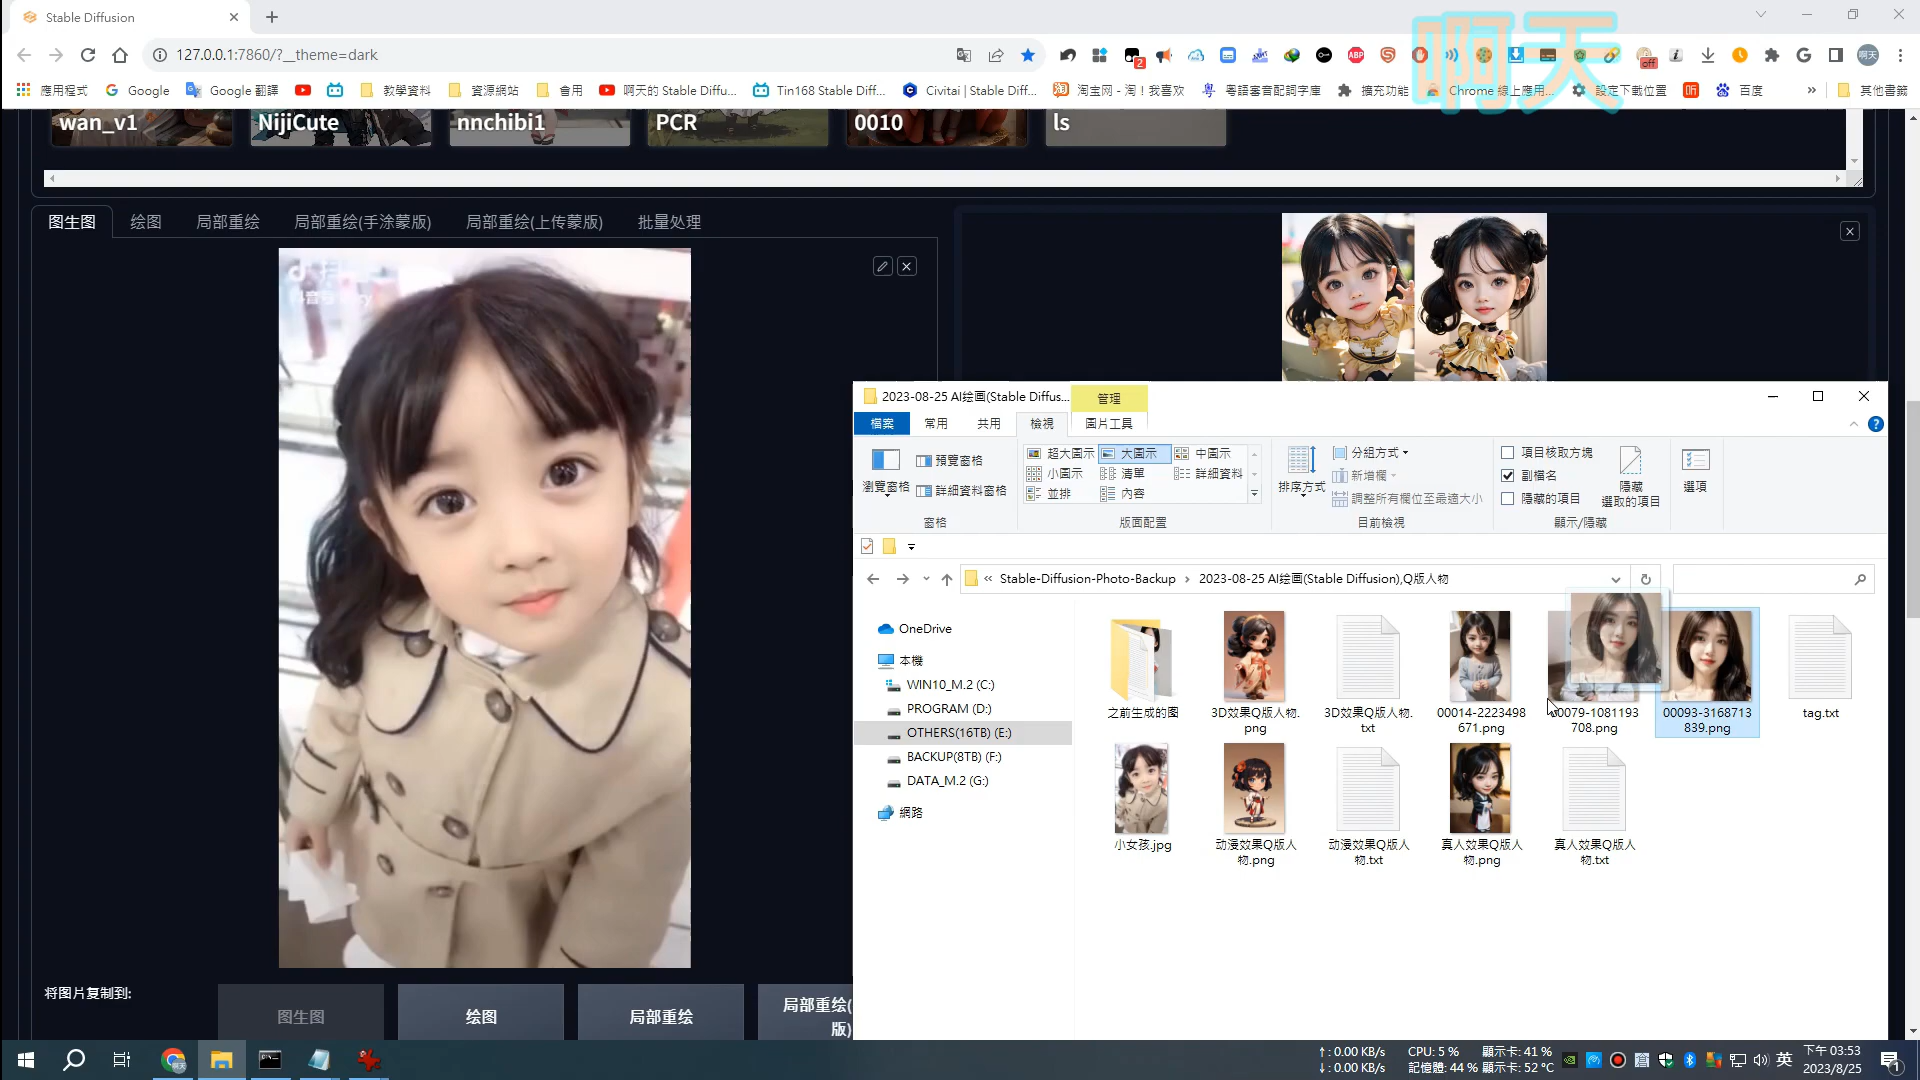 Stable Diffusion
啊天
127.0.0.1:7860/?__theme=dark
2
ABP
off
啊天
應用程式
Google
Google 翻譯
教學資料
資源網站
會用
啊天的 Stable Diffu...
Tin168 Stable Diff...
Civitai | Stable Diff...
淘宝网 - 淘！我喜欢
粵語審音配詞字庫
擴充功能
Chrome 線上應用...
設定下載位置
百度
»
其他書籤
wan_v1
NijiCute
nnchibi1
PCR
0010
ls
图生图
绘图
局部重绘
局部重绘(手涂蒙版)
局部重绘(上传蒙版)
批量处理
2023-08-25 AI绘画(Stable Diffus...
管理
檔案
常用
共用
檢視
圖片工具
瀏覽窗格
預覽窗格
詳細資料窗格
窗格
超大圖示
大圖示
中圖示
小圖示
清單
詳細資料
並排
內容
版面配置
排序方式
分組方式
新增欄
調整所有欄位至最適大小
目前檢視
項目核取方塊
副檔名
隱藏的項目
隱藏
選取的項目
顯示/隱藏
選項
« Stable-Diffusion-Photo-Backup › 2023-08-25 AI绘画(Stable Diffusion),Q版人物
OneDrive
本機
WIN10_M.2 (C:)
PROGRAM (D:)
OTHERS(16TB) (E:)
BACKUP(8TB) (F:)
DATA_M.2 (G:)
網路
之前生成的图
3D效果Q版人物.
png
3D效果Q版人物.
txt
00014-2223498
671.png
00079-1081193
708.png
00093-3168713
839.png
tag.txt
小女孩.jpg
动漫效果Q版人
物.png
动漫效果Q版人
物.txt
真人效果Q版人
物.png
真人效果Q版人
物.txt
将图片复制到:
图生图
绘图
局部重绘
局部重绘(
版)
↑: 0.00 KB/s
↓: 0.00 KB/s
CPU: 5 %
顯示卡: 41 %
記憶體: 44 %
顯示卡: 52 °C
英
下午 03:53
2023/8/25
1